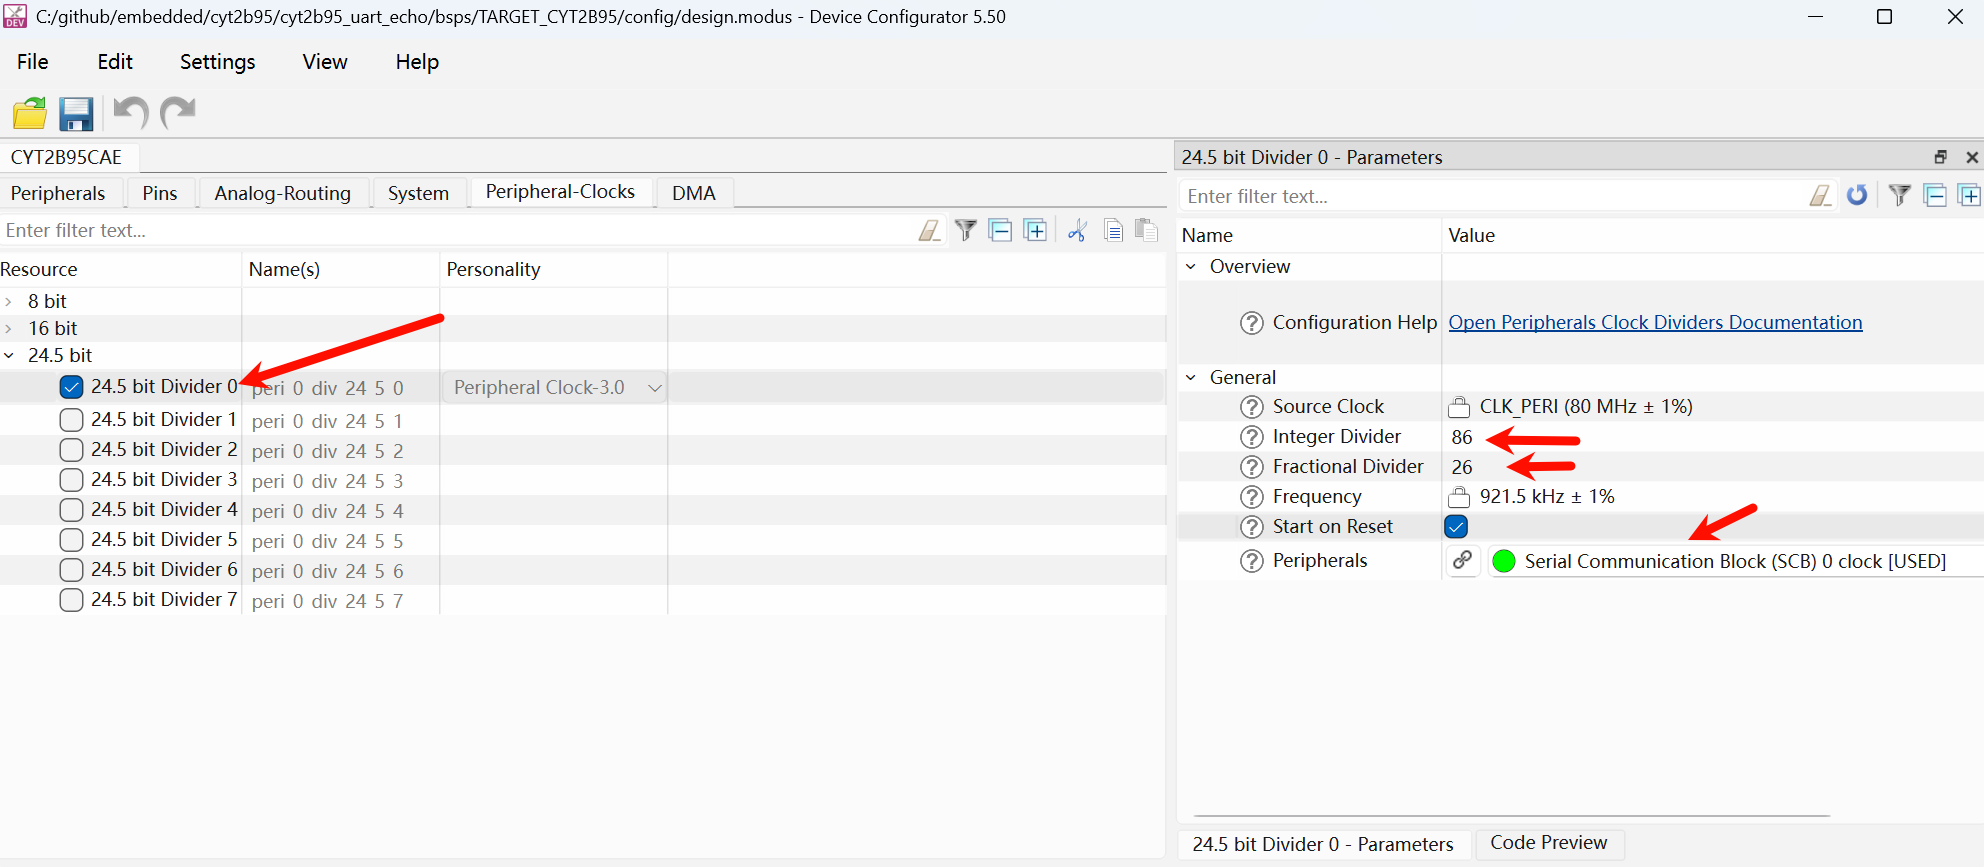 C:/github/embedded/cyt2b95/cyt2b95_uart_echo/bsps/TARGET_CYT2B95/config/design.modus - Device Configurator 5.50
File Edit Settings View Help
CYT2B95CAE
Peripherals Pins Analog-Routing System Peripheral-Clocks DMA
Enter filter text...
Resource Name(s) Personality
8 bit
16 bit
24.5 bit
24.5 bit Divider 0 peri 0 div 24 5 0 Peripheral Clock-3.0
24.5 bit Divider 1 peri 0 div 24 5 1
24.5 bit Divider 2 peri 0 div 24 5 2
24.5 bit Divider 3 peri 0 div 24 5 3
24.5 bit Divider 4 peri 0 div 24 5 4
24.5 bit Divider 5 peri 0 div 24 5 5
24.5 bit Divider 6 peri 0 div 24 5 6
24.5 bit Divider 7 peri 0 div 24 5 7
24.5 bit Divider 0 - Parameters
Enter filter text...
Name Value
Overview
Configuration Help Open Peripherals Clock Dividers Documentation
General
Source Clock CLK_PERI (80 MHz ± 1%)
Integer Divider 86
Fractional Divider 26
Frequency 921.5 kHz ± 1%
Start on Reset
Peripherals Serial Communication Block (SCB) 0 clock [USED]
24.5 bit Divider 0 - Parameters Code Preview